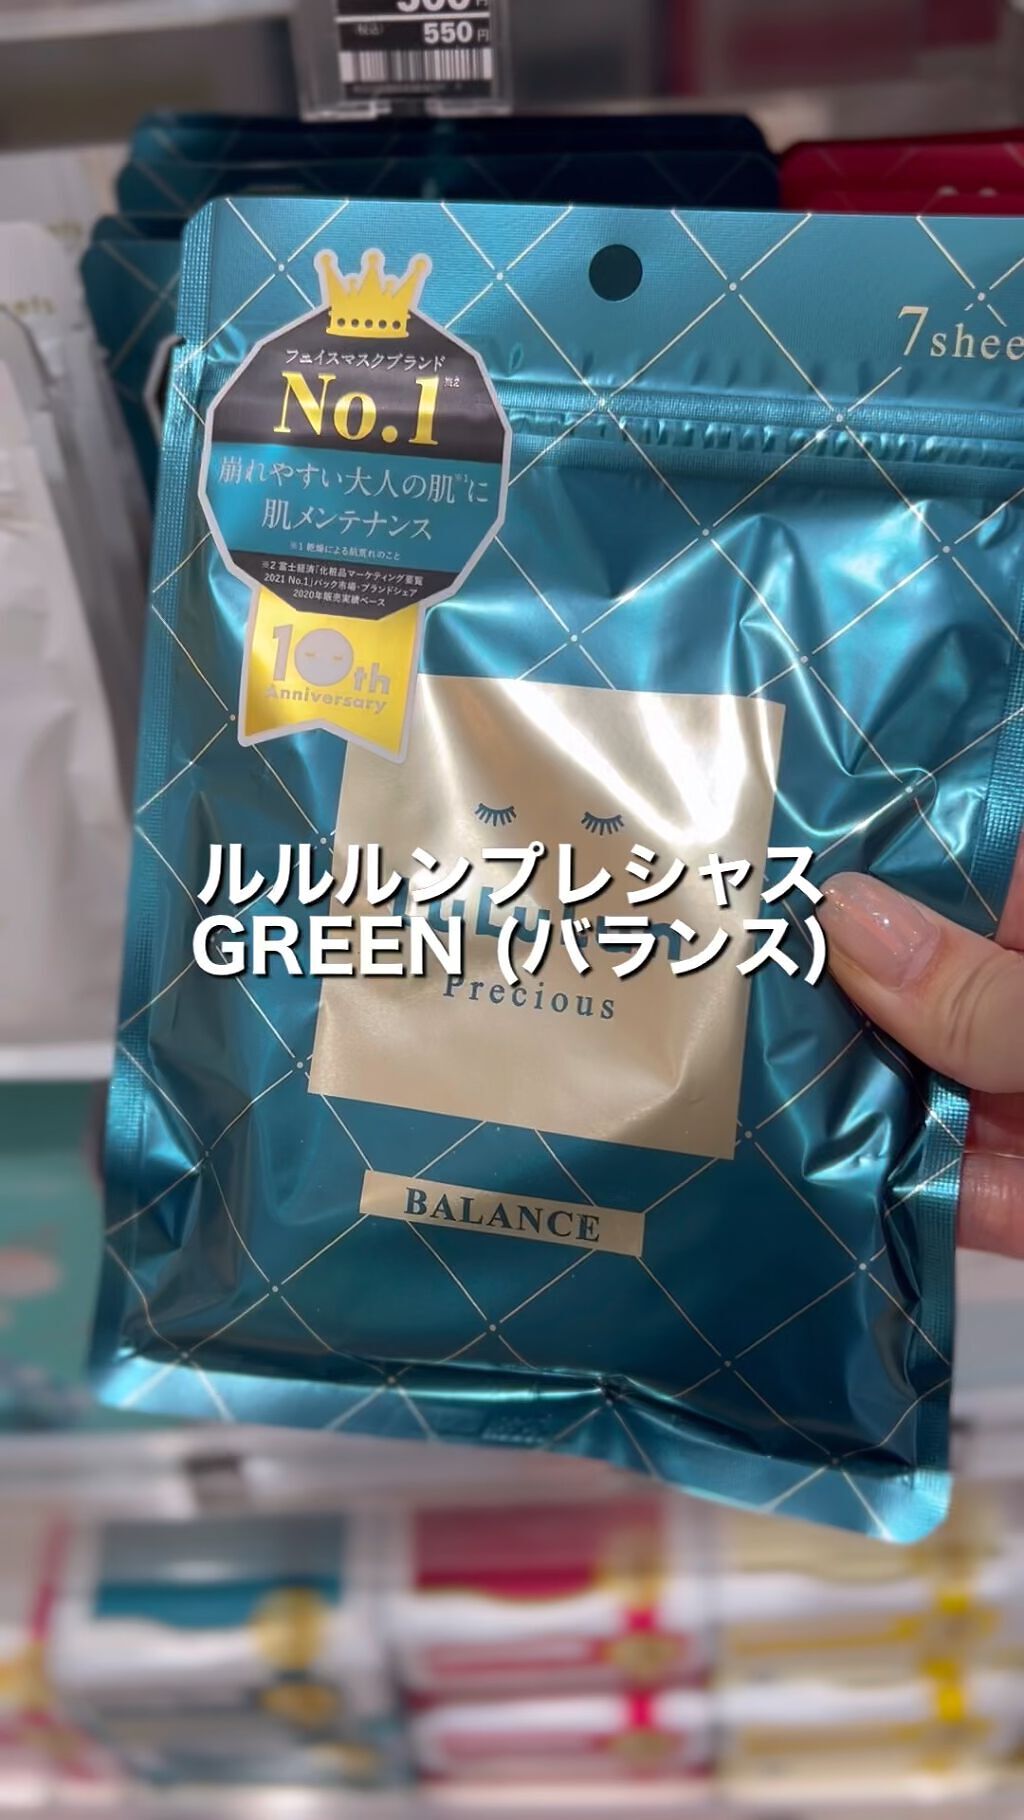 (税込) 550円
7shee
フェイスマスクブランド
No.1※2
崩れやすい大人の肌※1に
肌メンテナンス
※1 乾燥による肌荒れのこと
※2 富士経済「化粧品マーケティング要覧
2021 No.1」パック市場・ブランドシェア
2020年販売実績ベース
10th
Anniversary
ルルルンプレシャス
GREEN (バランス)
Precious
BALANCE